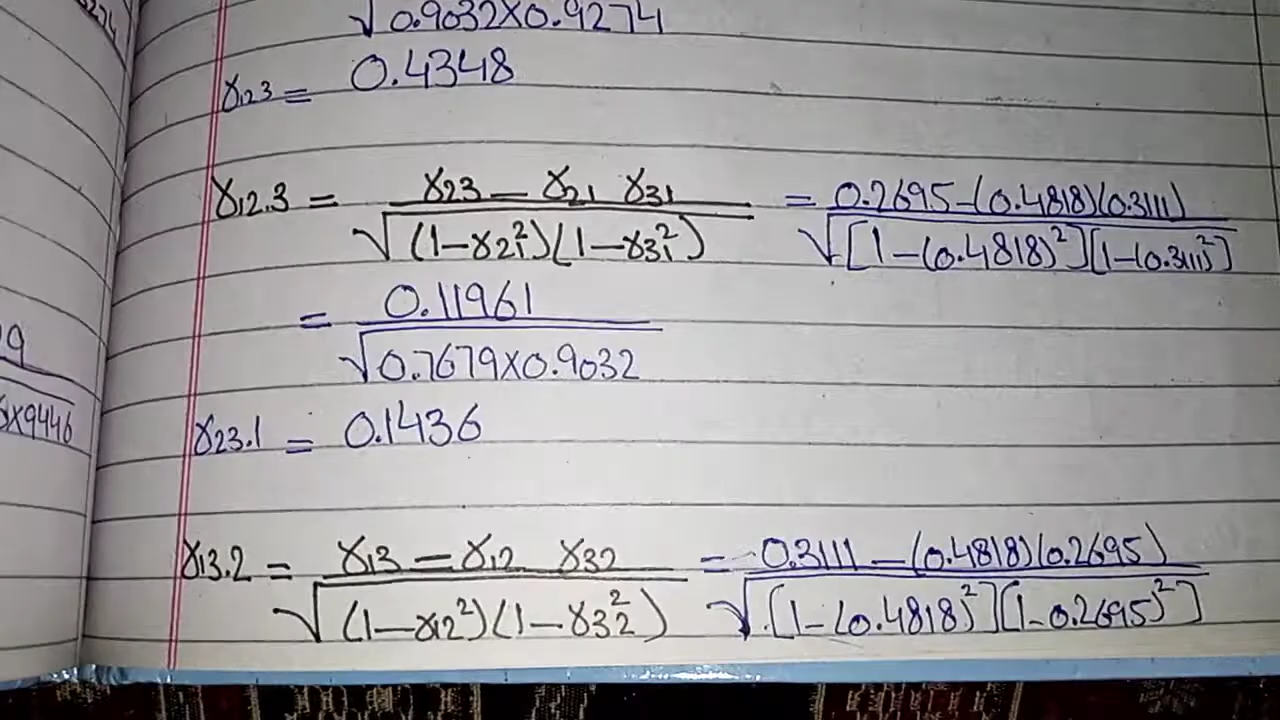 √0.9032×0.9274
r12.3 = 0.4348
r12.3 = r23 − r21 r31 / √(1−r21²)(1−r31²) = 0.2695−(0.4818)(0.3111) / √[1−(0.4818)²][1−(0.3111)²]
= 0.11961 / √0.7679×0.9032
r23.1 = 0.1436
r13.2 = r13 − r12 r32 / √(1−r12²)(1−r32²) = 0.3111 − (0.4818)(0.2695) / √[1−(0.4818)²][1−0.2695)²]
9
×9446